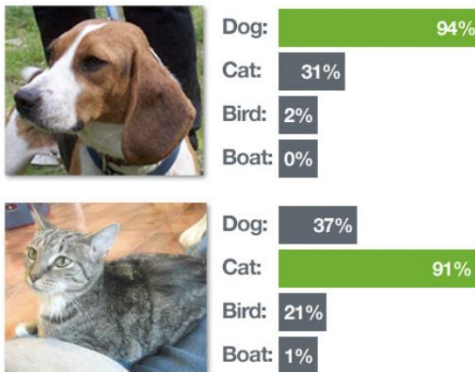 Dog: 94%
Cat: 31%
Bird: 2%
Boat: 0%
Dog: 37%
Cat: 91%
Bird: 21%
Boat: 1%